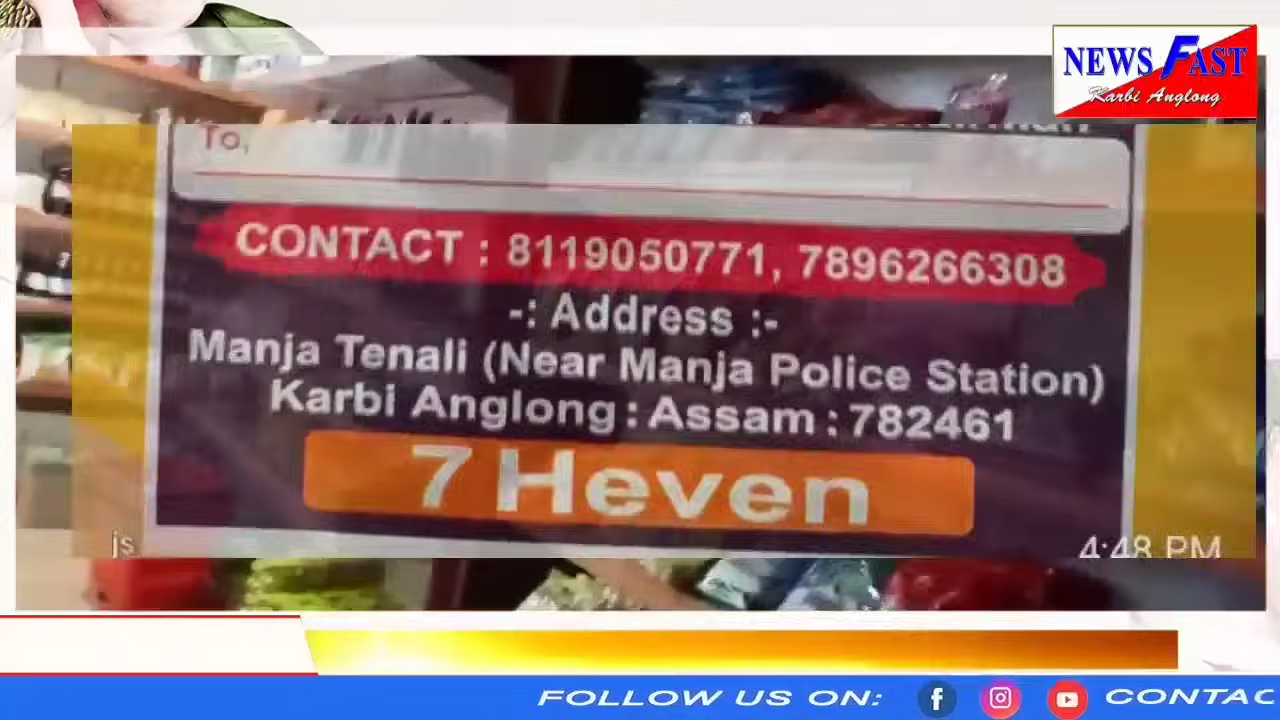 NEWS FAST
Karbi Anglong
To,
CONTACT : 8119050771, 7896266308
-: Address :-
Manja Tenali (Near Manja Police Station)
Karbi Anglong : Assam : 782461
7 Heven
js
4:48 PM
FOLLOW US ON:
CONTAC